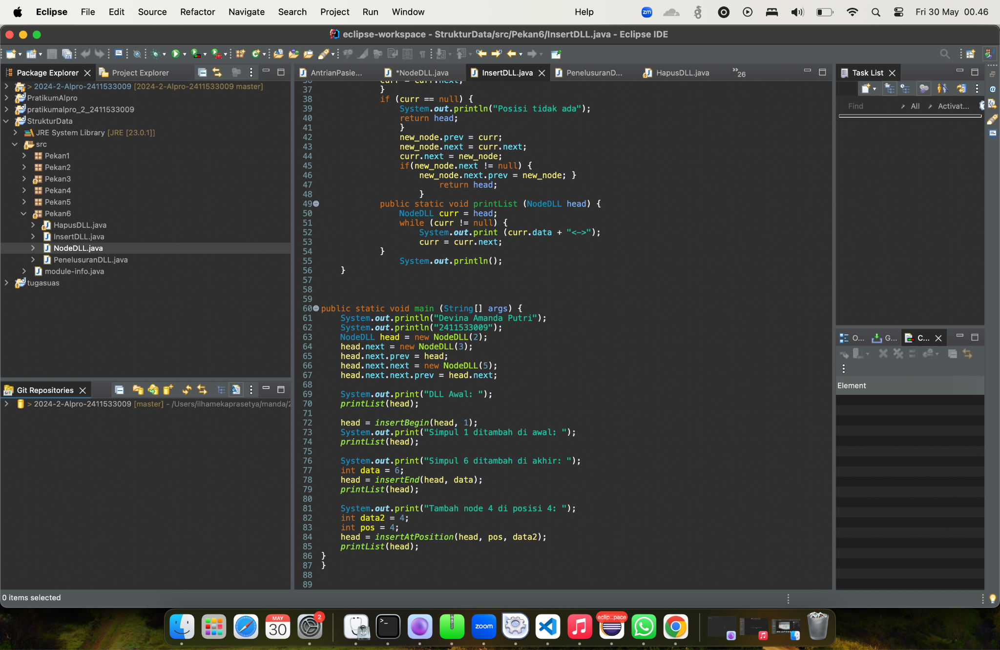 Eclipse File Edit Source Refactor Navigate Search Project Run Window Help zm Fri 30 May 00.46
eclipse-workspace - StrukturData/src/Pekan6/InsertDLL.java - Eclipse IDE
Package Explorer Project Explorer
> 2024-2-Alpro-2411533009 [2024-2-Alpro-2411533009 master]
PratikumAlpro
pratikumalpro_2_2411533009
StrukturData
JRE System Library [JRE [23.0.1]]
src
Pekan1
Pekan2
Pekan3
Pekan4
Pekan5
Pekan6
HapusDLL.java
InsertDLL.java
NodeDLL.java
PenelusuranDLL.java
module-info.java
tugasuas
Git Repositories
> 2024-2-Alpro-2411533009 [master] - /Users/ilhamekaprasetya/manda/2
AntrianPasie... *NodeDLL.java InsertDLL.java PenelusuranD... HapusDLL.java »26
36 curr = curr.next;
37 }
38 if (curr == null) {
39 System.out.println("Posisi tidak ada");
40 return head;
41 }
42 new_node.prev = curr;
43 new_node.next = curr.next;
44 curr.next = new_node;
45 if(new_node.next != null) {
46 new_node.next.prev = new_node; }
47 return head;
48 }
49 public static void printList (NodeDLL head) {
50 NodeDLL curr = head;
51 while (curr != null) {
52 System.out.print (curr.data + "<->");
53 curr = curr.next;
54 }
55 System.out.println();
56 }
57
58
59
60 public static void main (String[] args) {
61 System.out.println("Devina Amanda Putri");
62 System.out.println("2411533009");
63 NodeDLL head = new NodeDLL(2);
64 head.next = new NodeDLL(3);
65 head.next.prev = head;
66 head.next.next = new NodeDLL(5);
67 head.next.next.prev = head.next;
68
69 System.out.print("DLL Awal: ");
70 printList(head);
71
72 head = insertBegin(head, 1);
73 System.out.print("Simpul 1 ditambah di awal: ");
74 printList(head);
75
76 System.out.print("Simpul 6 ditambah di akhir: ");
77 int data = 6;
78 head = insertEnd(head, data);
79 printList(head);
80
81 System.out.print("Tambah node 4 di posisi 4: ");
82 int data2 = 4;
83 int pos = 4;
84 head = insertAtPosition(head, pos, data2);
85 printList(head);
86 }
87 }
88
89
Task List
Find All Activat...
O... G... C...
Element
0 items selected
MAY
30
2
zoom
eclip...pace